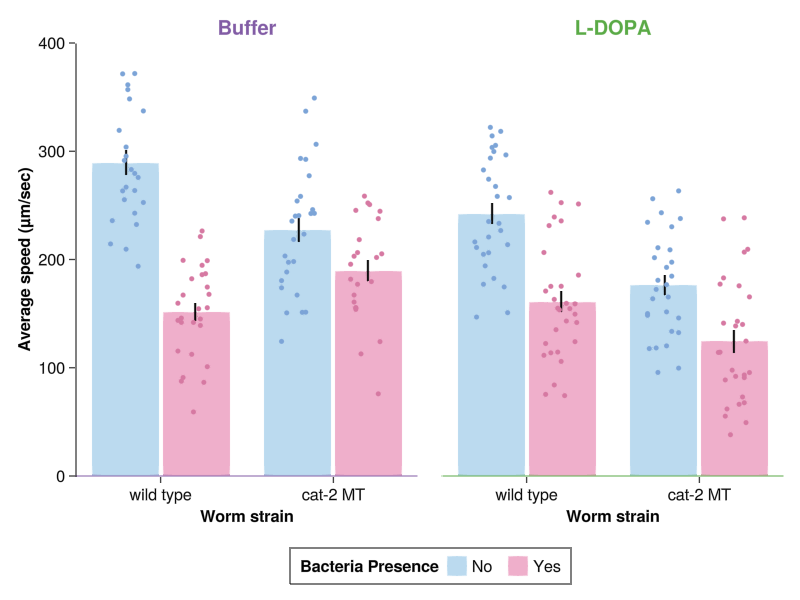 Buffer
L-DOPA
Average speed (µm/sec)
400
300
200
100
0
wild type
cat-2 MT
wild type
cat-2 MT
Worm strain
Worm strain
Bacteria Presence No Yes